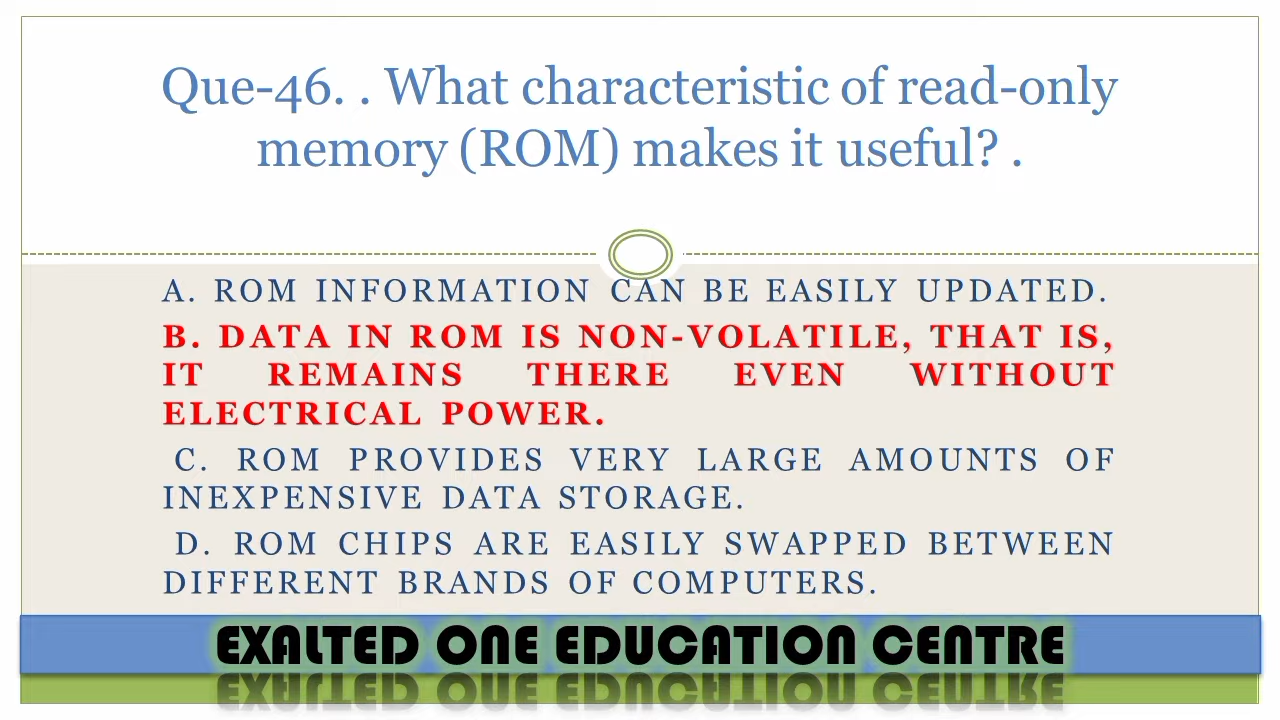 Que-46. . What characteristic of read-only
memory (ROM) makes it useful? .
A. ROM INFORMATION CAN BE EASILY UPDATED.
B. DATA IN ROM IS NON-VOLATILE, THAT IS,
IT REMAINS THERE EVEN WITHOUT
ELECTRICAL POWER.
C. ROM PROVIDES VERY LARGE AMOUNTS OF
INEXPENSIVE DATA STORAGE.
D. ROM CHIPS ARE EASILY SWAPPED BETWEEN
DIFFERENT BRANDS OF COMPUTERS.
EXALTED ONE EDUCATION CENTRE